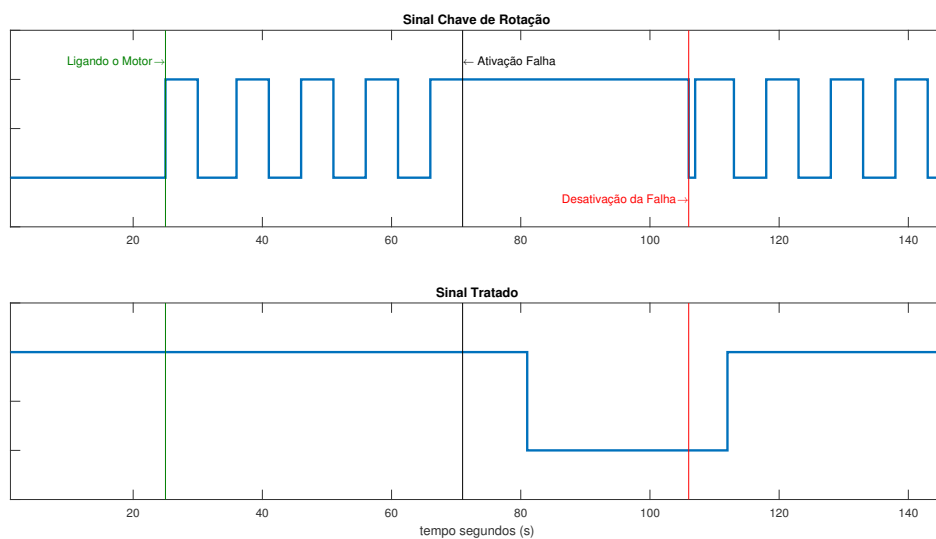 Sinal Chave de Rotação
Ligando o Motor→
← Ativação Falha
Desativação da Falha→
20 40 60 80 100 120 140
Sinal Tratado
20 40 60 80 100 120 140
tempo segundos (s)